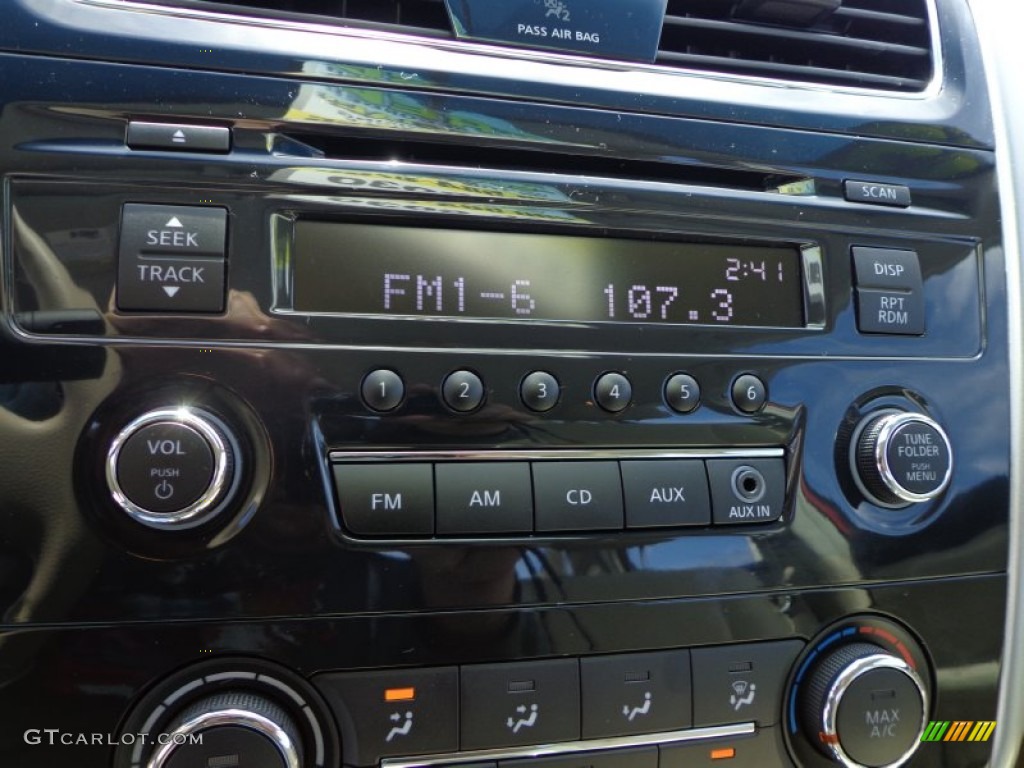 2
PASS AIR BAG
SCAN
SEEK
TRACK
2:41
FM1-6 107.3
DISP
RPT
RDM
1 2 3 4 5 6
VOL
PUSH
TUNE
FOLDER
PUSH
MENU
FM AM CD AUX AUX IN
MAX
A/C
GTCARLOT.COM